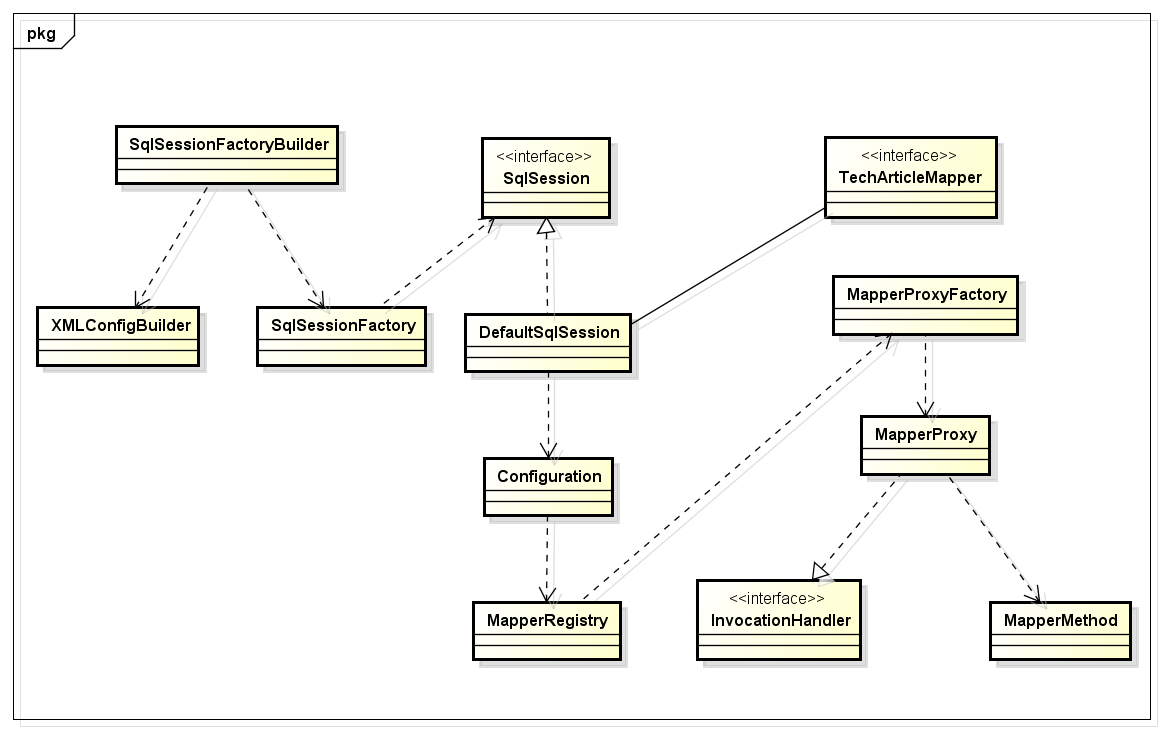 pkg
SqlSessionFactoryBuilder
<<interface>>
SqlSession
<<interface>>
TechArticleMapper
XMLConfigBuilder
SqlSessionFactory
DefaultSqlSession
MapperProxyFactory
MapperProxy
Configuration
MapperRegistry
<<interface>>
InvocationHandler
MapperMethod